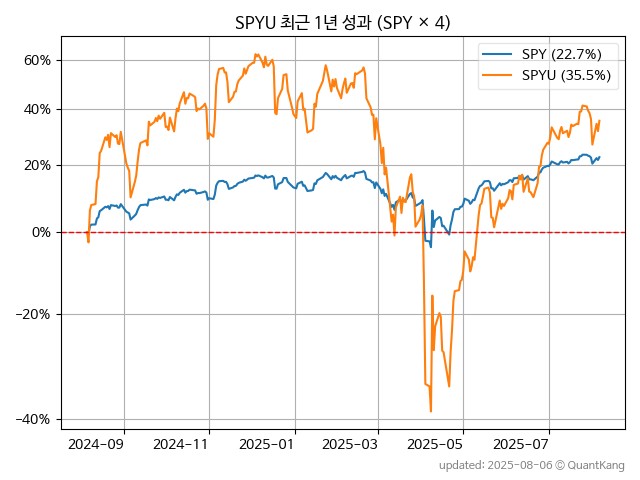 SPYU 최근 1년 성과 (SPY × 4)
SPY (22.7%)
SPYU (35.5%)
60%
40%
20%
0%
−20%
−40%
2024-09 2024-11 2025-01 2025-03 2025-05 2025-07
updated: 2025-08-06 © QuantKang